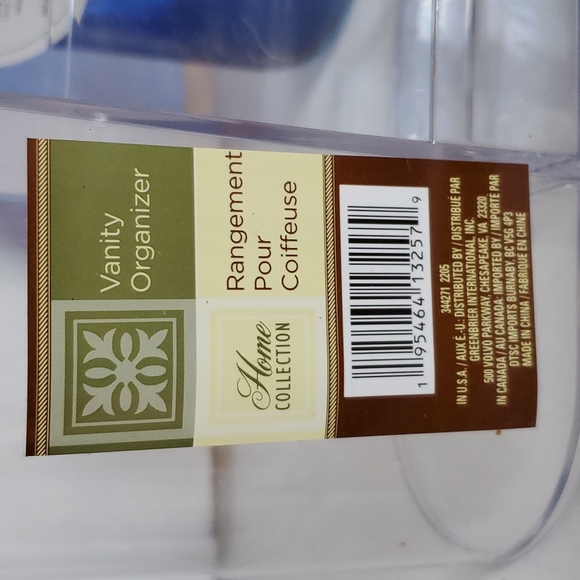 Vanity
Organizer
Rangement
Pour
Coiffeuse
Home
COLLECTION
1 95464 13257 9
344271 2205
IN U.S.A. / AUX É.-U.: DISTRIBUTED BY / DISTRIBUÉ PAR
GREENBRIER INTERNATIONAL, INC.
500 VOLVO PARKWAY, CHESAPEAKE, VA 23320
IN CANADA / AU CANADA: IMPORTED BY / IMPORTÉ PAR
DTSC IMPORTS BURNABY, BC V5G 4P3
MADE IN CHINA / FABRIQUÉ EN CHINE